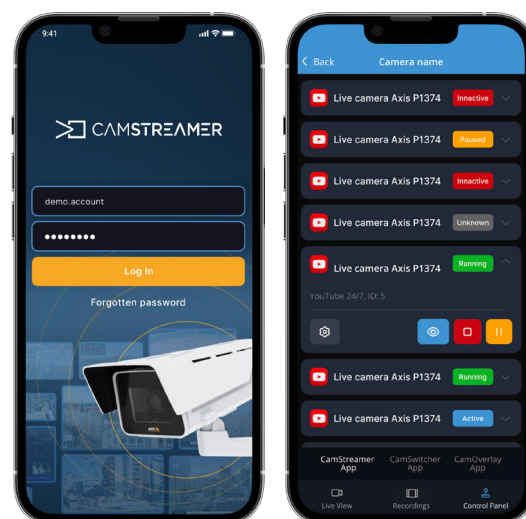 9:41
CAMSTREAMER
demo.account
Log In
Forgotten password
AXIS
Back
Camera name
Live camera Axis P1374
Innactive
Live camera Axis P1374
Paused
Live camera Axis P1374
Innactive
Live camera Axis P1374
Unknown
Live camera Axis P1374
Running
YouTube 24/7, ID: 5
Live camera Axis P1374
Running
Live camera Axis P1374
Active
CamStreamer App
CamSwitcher App
CamOverlay App
Live View
Recordings
Control Panel